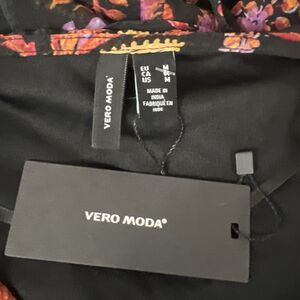 VERO MODA®
EU M
CA M
US M
MADE IN
INDIA
FABRIQUÉ EN
INDE
VERO MODA®